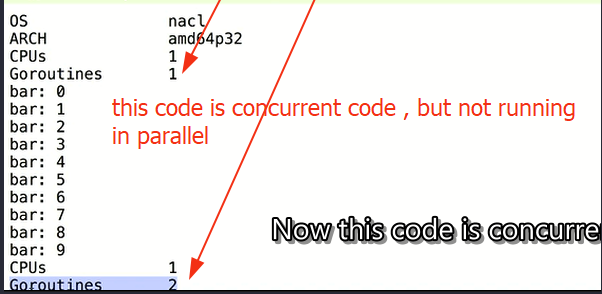 OS nacl
ARCH amd64p32
CPUs 1
Goroutines 1
bar: 0
bar: 1
bar: 2
bar: 3
bar: 4
bar: 5
bar: 6
bar: 7
bar: 8
bar: 9
CPUs 1
Goroutines 2
this code is concurrent code , but not running
in parallel
Now this code is concurre